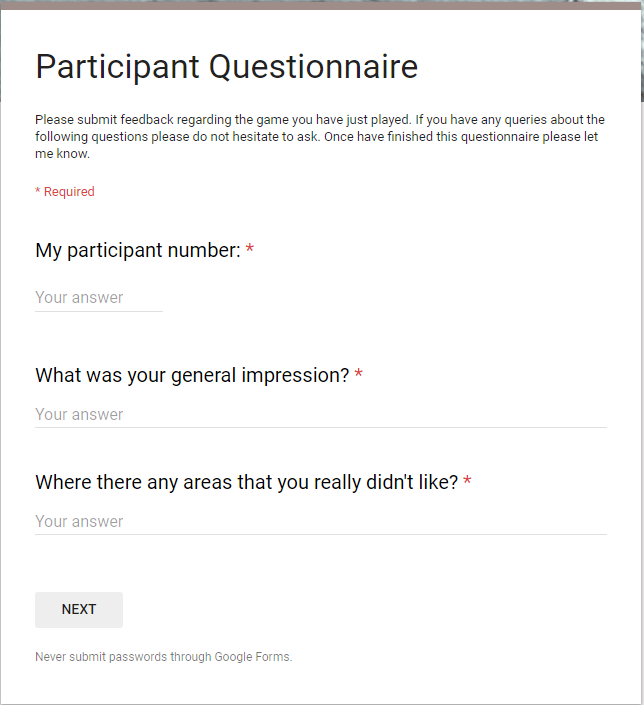 Participant Questionnaire
Please submit feedback regarding the game you have just played. If you have any queries about the
following questions please do not hesitate to ask. Once have finished this questionnaire please let
me know.
* Required
My participant number: *
Your answer
What was your general impression? *
Your answer
Where there any areas that you really didn't like? *
Your answer
NEXT
Never submit passwords through Google Forms.